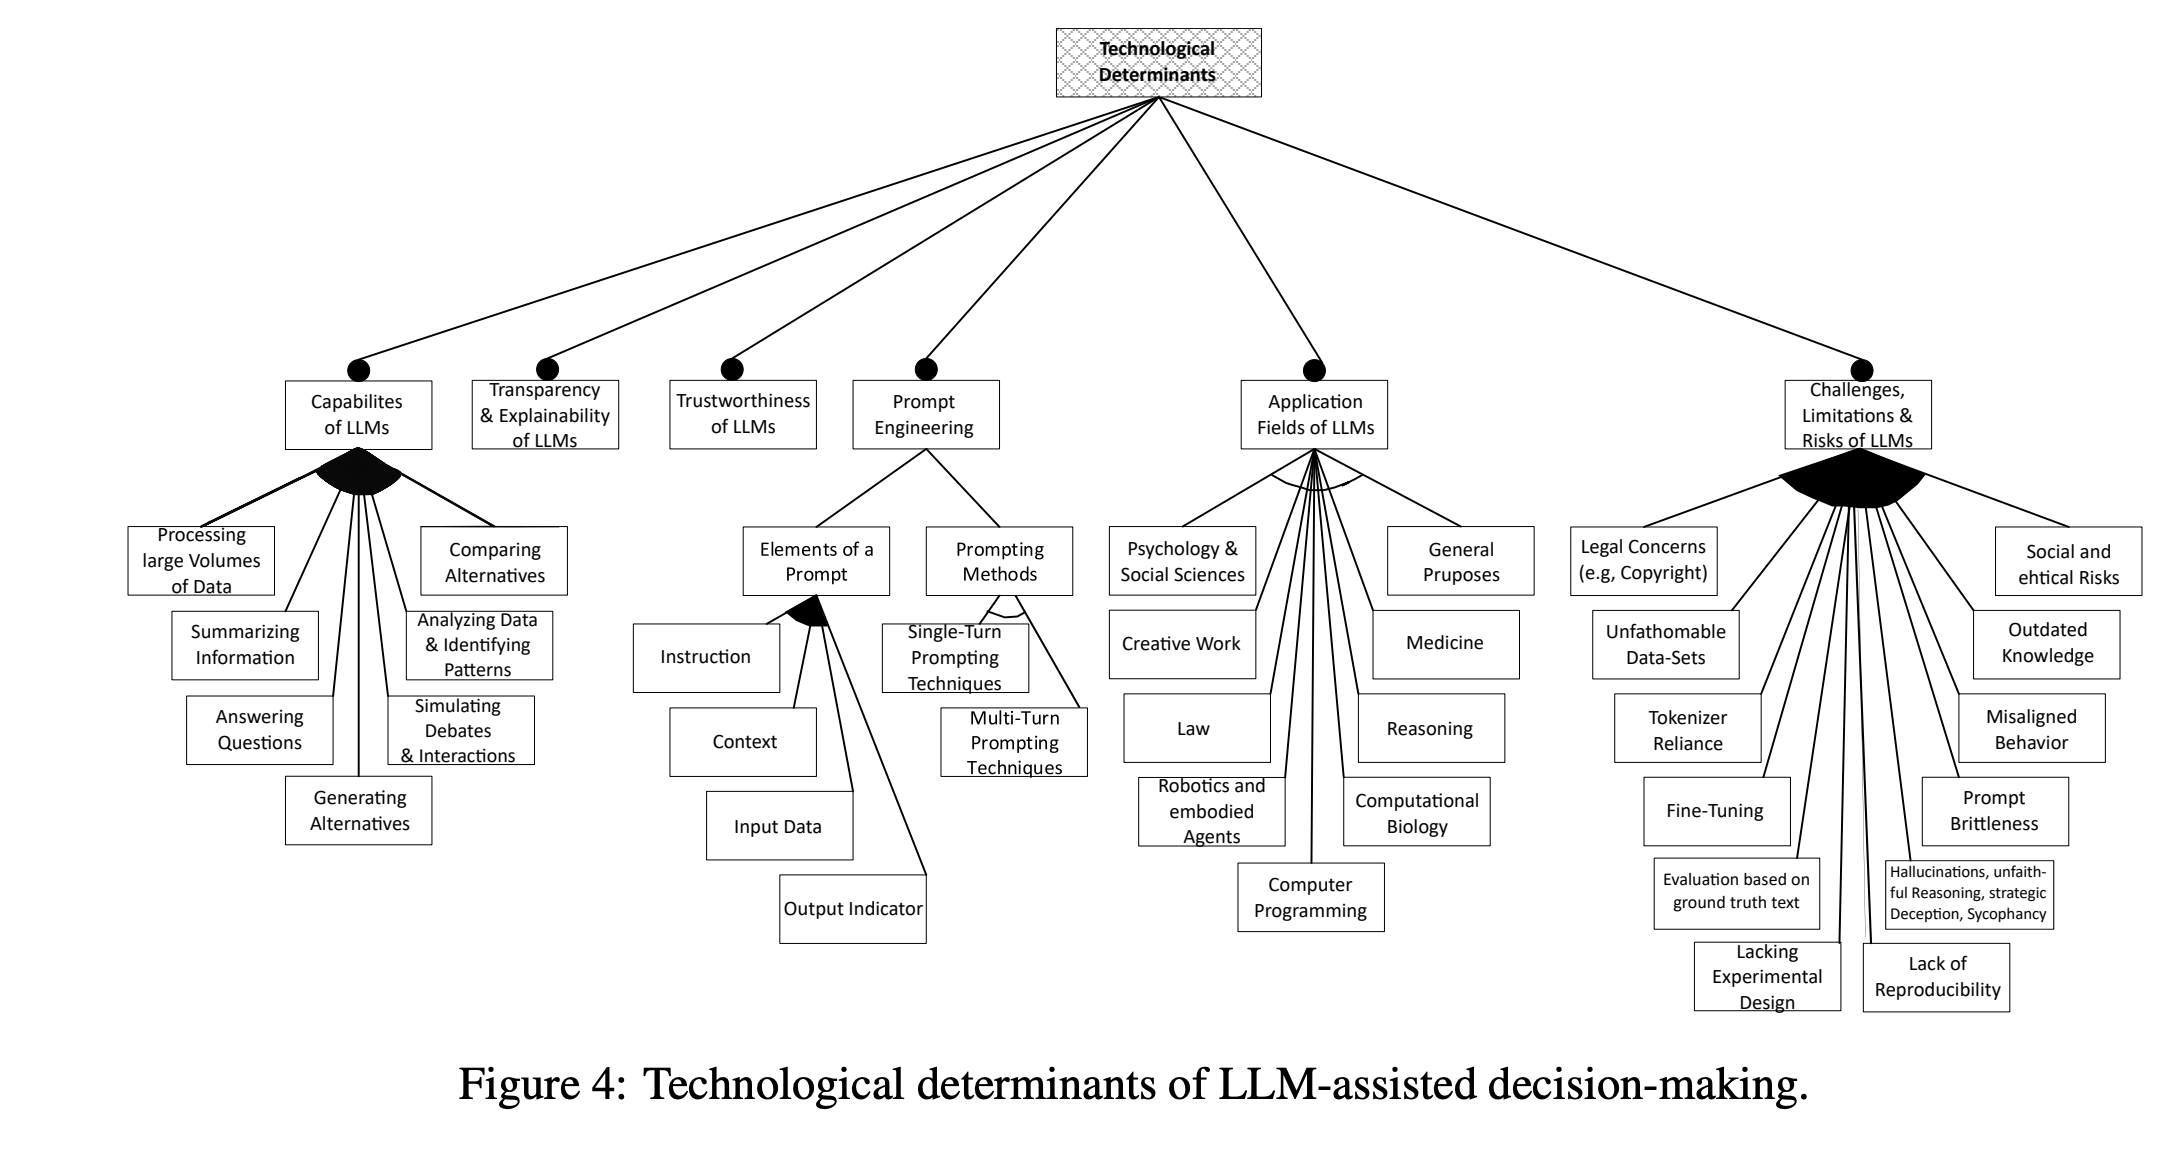 Technological
Determinants
Capabilites
of LLMs
Transparency
& Explainability
of LLMs
Trustworthiness
of LLMs
Prompt
Engineering
Application
Fields of LLMs
Challenges,
Limitations &
Risks of LLMs
Processing
large Volumes
of Data
Summarizing
Information
Answering
Questions
Generating
Alternatives
Simulating
Debates
& Interactions
Analyzing Data
& Identifying
Patterns
Comparing
Alternatives
Elements of a
Prompt
Instruction
Context
Input Data
Output Indicator
Prompting
Methods
Single-Turn
Prompting
Techniques
Multi-Turn
Prompting
Techniques
Psychology &
Social Sciences
Creative Work
Law
Robotics and
embodied
Agents
Computer
Programming
Computational
Biology
Reasoning
Medicine
General
Pruposes
Legal Concerns
(e.g, Copyright)
Unfathomable
Data-Sets
Tokenizer
Reliance
Fine-Tuning
Evaluation based on
ground truth text
Lacking
Experimental
Design
Lack of
Reproducibility
Hallucinations, unfaith-
ful Reasoning, strategic
Deception, Sycophancy
Prompt
Brittleness
Misaligned
Behavior
Outdated
Knowledge
Social and
ehtical Risks
Figure 4: Technological determinants of LLM-assisted decision-making.